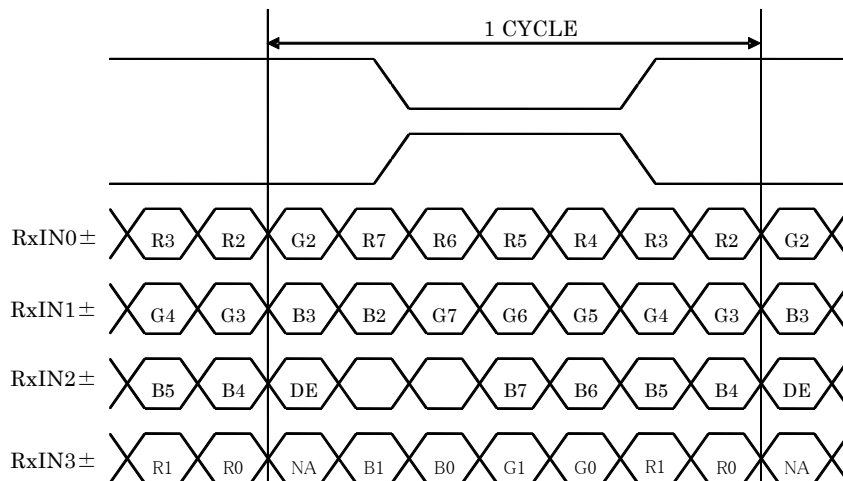 1 CYCLE
RxIN0± R3 R2 G2 R7 R6 R5 R4 R3 R2 G2
RxIN1± G4 G3 B3 B2 G7 G6 G5 G4 G3 B3
RxIN2± B5 B4 DE B7 B6 B5 B4 DE
RxIN3± R1 R0 NA B1 B0 G1 G0 R1 R0 NA